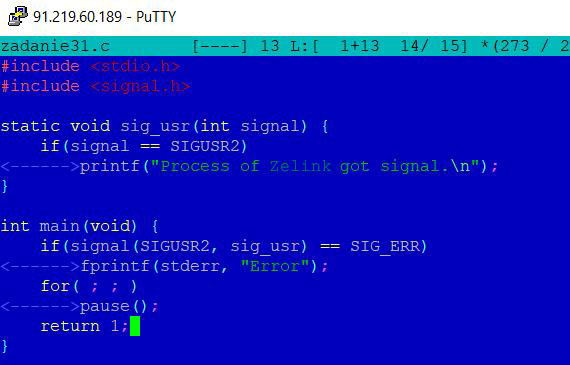 91.219.60.189 - PuTTY
zadanie31.c [----] 13 L:[ 1+13 14/ 15] *(273 / 2
#include <stdio.h>
#include <signal.h>
static void sig_usr(int signal) {
if(signal == SIGUSR2)
<------>printf("Process of Zelink got signal.\n");
}
int main(void) {
if(signal(SIGUSR2, sig_usr) == SIG_ERR)
<------>fprintf(stderr, "Error");
for( ; ; )
<------>pause();
return 1;
}